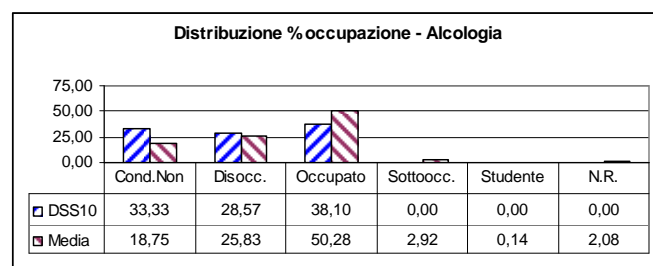 Distribuzione % occupazione - Alcologia
75,00
50,00
25,00
0,00
Cond.Non Disocc. Occupato Sottoocc. Studente N.R.
DSS10 33,33 28,57 38,10 0,00 0,00 0,00
Media 18,75 25,83 50,28 2,92 0,14 2,08